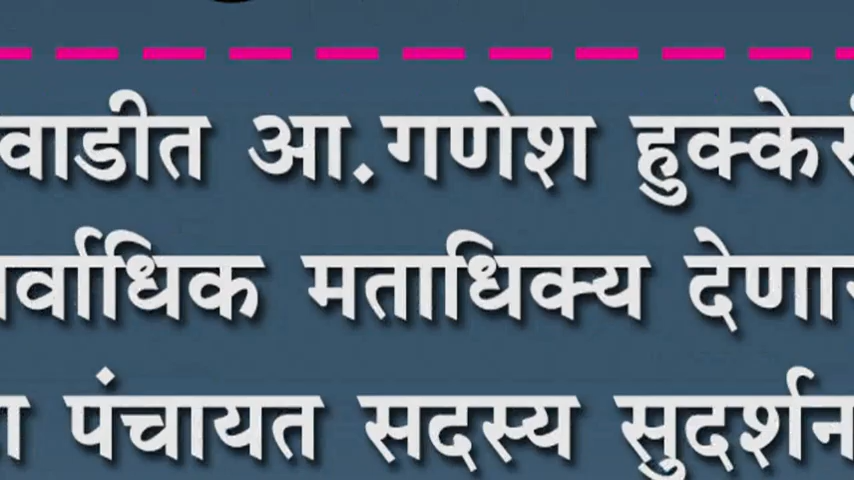 वाडीत आ. गणेश हुक्के
र्वाधिक मताधिक्य देणा
पंचायत सदस्य सुदर्शन